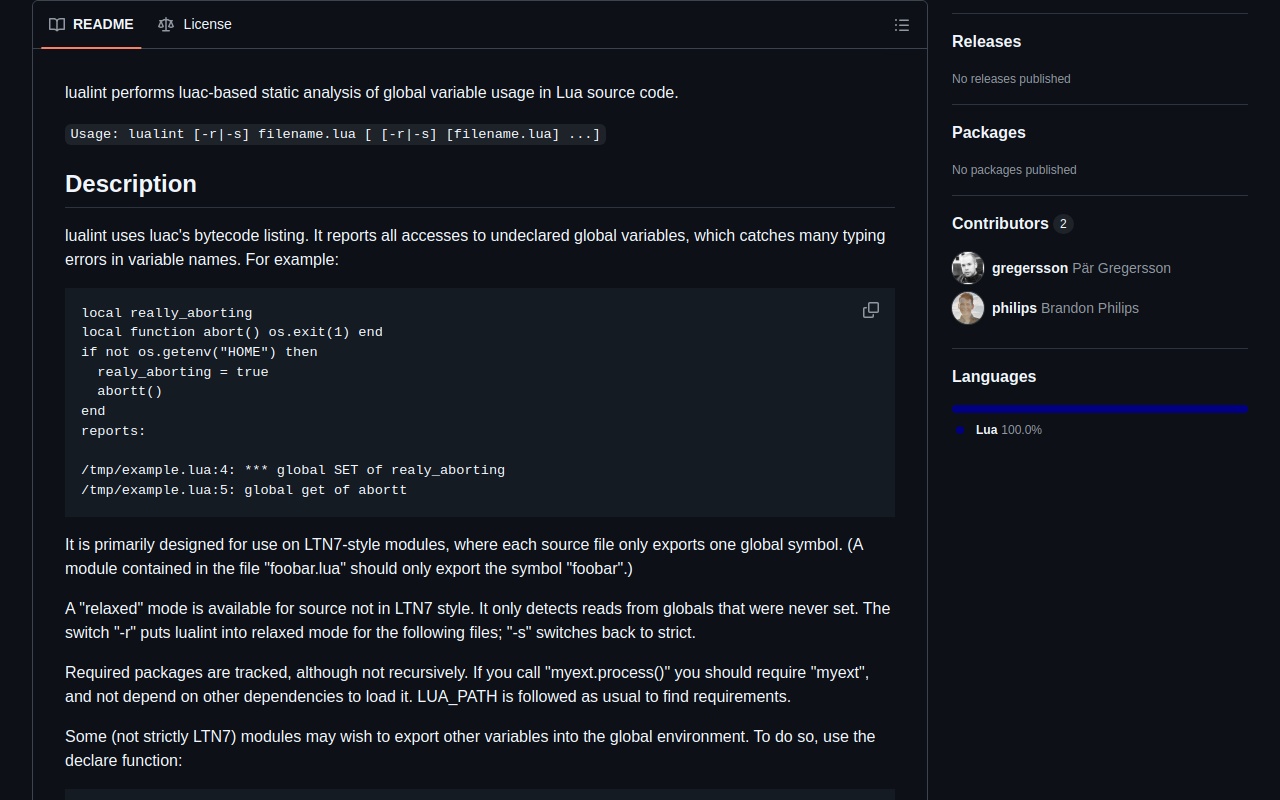 README
License
lualint performs luac-based static analysis of global variable usage in Lua source code.
Usage: lualint [-r|-s] filename.lua [ [-r|-s] [filename.lua] ...]
Description
lualint uses luac's bytecode listing. It reports all accesses to undeclared global variables, which catches many typing
errors in variable names. For example:
local really_aborting
local function abort() os.exit(1) end
if not os.getenv("HOME") then
  realy_aborting = true
  abortt()
end
reports:

/tmp/example.lua:4: *** global SET of realy_aborting
/tmp/example.lua:5: global get of abortt
It is primarily designed for use on LTN7-style modules, where each source file only exports one global symbol. (A
module contained in the file "foobar.lua" should only export the symbol "foobar".)
A "relaxed" mode is available for source not in LTN7 style. It only detects reads from globals that were never set. The
switch "-r" puts lualint into relaxed mode for the following files; "-s" switches back to strict.
Required packages are tracked, although not recursively. If you call "myext.process()" you should require "myext",
and not depend on other dependencies to load it. LUA_PATH is followed as usual to find requirements.
Some (not strictly LTN7) modules may wish to export other variables into the global environment. To do so, use the
declare function:
Releases
No releases published
Packages
No packages published
Contributors 2
gregersson Pär Gregersson
philips Brandon Philips
Languages
Lua 100.0%